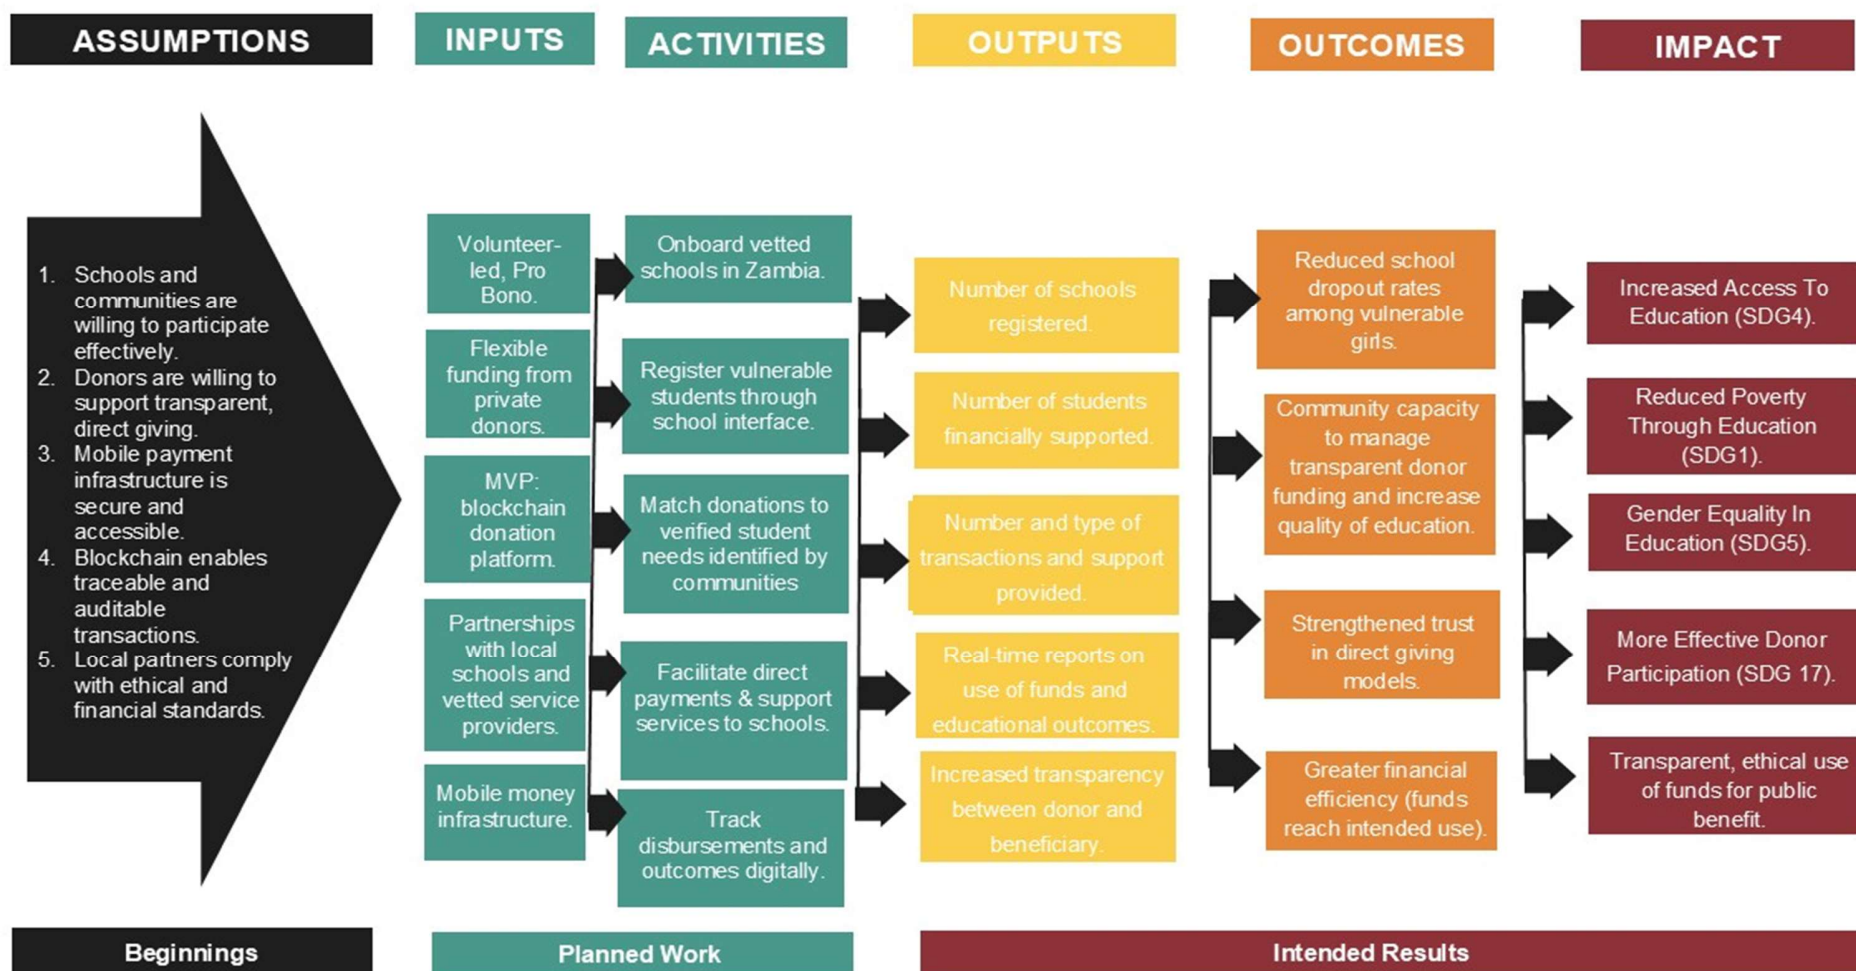 ASSUMPTIONS
INPUTS
ACTIVITIES
OUTPUTS
OUTCOMES
IMPACT
1. Schools and
communities are
willing to participate
effectively.
2. Donors are willing to
support transparent,
direct giving.
3. Mobile payment
infrastructure is
secure and
accessible.
4. Blockchain enables
traceable and
auditable
transactions.
5. Local partners comply
with ethical and
financial standards.
Volunteer-
led, Pro
Bono.
Flexible
funding from
private
donors.
MVP:
blockchain
donation
platform.
Partnerships
with local
schools and
vetted service
providers.
Mobile money
infrastructure.
Onboard vetted
schools in Zambia.
Register vulnerable
students through
school interface.
Match donations to
verified student
needs identified by
communities
Facilitate direct
payments & support
services to schools.
Track
disbursements and
outcomes digitally.
Number of schools
registered.
Number of students
financially supported.
Number and type of
transactions and support
provided.
Real-time reports on
use of funds and
educational outcomes.
Increased transparency
between donor and
beneficiary.
Reduced school
dropout rates
among vulnerable
girls.
Community capacity
to manage
transparent donor
funding and increase
quality of education.
Strengthened trust
in direct giving
models.
Greater financial
efficiency (funds
reach intended use).
Increased Access To
Education (SDG4).
Reduced Poverty
Through Education
(SDG1).
Gender Equality In
Education (SDG5).
More Effective Donor
Participation (SDG 17).
Transparent, ethical use
of funds for public
benefit.
Beginnings
Planned Work
Intended Results